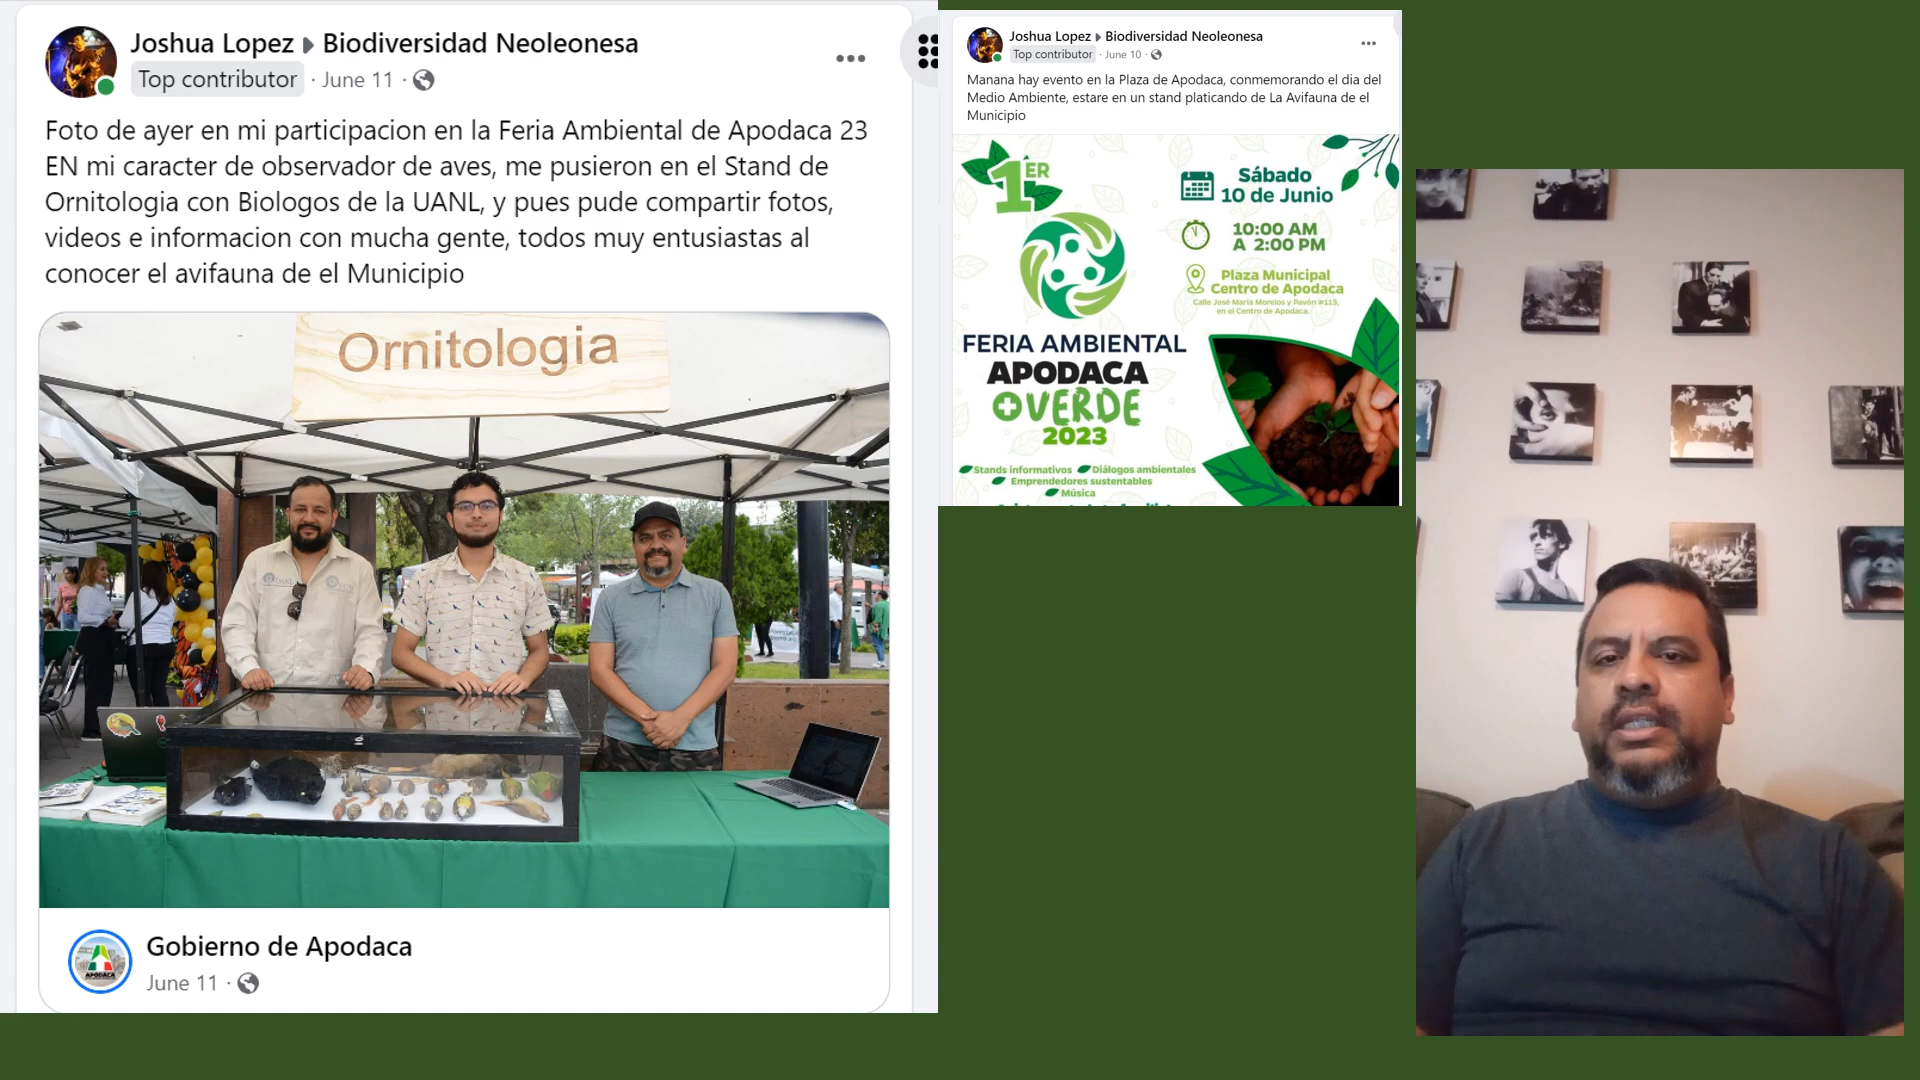 Joshua Lopez ▸ Biodiversidad Neoleonesa
Top contributor · June 11 ·
Foto de ayer en mi participacion en la Feria Ambiental de Apodaca 23
EN mi caracter de observador de aves, me pusieron en el Stand de
Ornitologia con Biologos de la UANL, y pues pude compartir fotos,
videos e informacion con mucha gente, todos muy entusiastas al
conocer el avifauna de el Municipio
Ornitologia
UANL
APODACA
Gobierno de Apodaca
June 11 ·
Joshua Lopez ▸ Biodiversidad Neoleonesa
Top contributor · June 10 ·
Manana hay evento en la Plaza de Apodaca, conmemorando el dia del
Medio Ambiente, estare en un stand platicando de La Avifauna de el
Municipio
1ER
Sábado
10 de Junio
10:00 AM
A 2:00 PM
Plaza Municipal
Centro de Apodaca
Calle José María Morelos y Pavón #113,
en el Centro de Apodaca.
FERIA AMBIENTAL
APODACA
+VERDE
2023
Stands informativos Diálogos ambientales
Emprendedores sustentables
Música